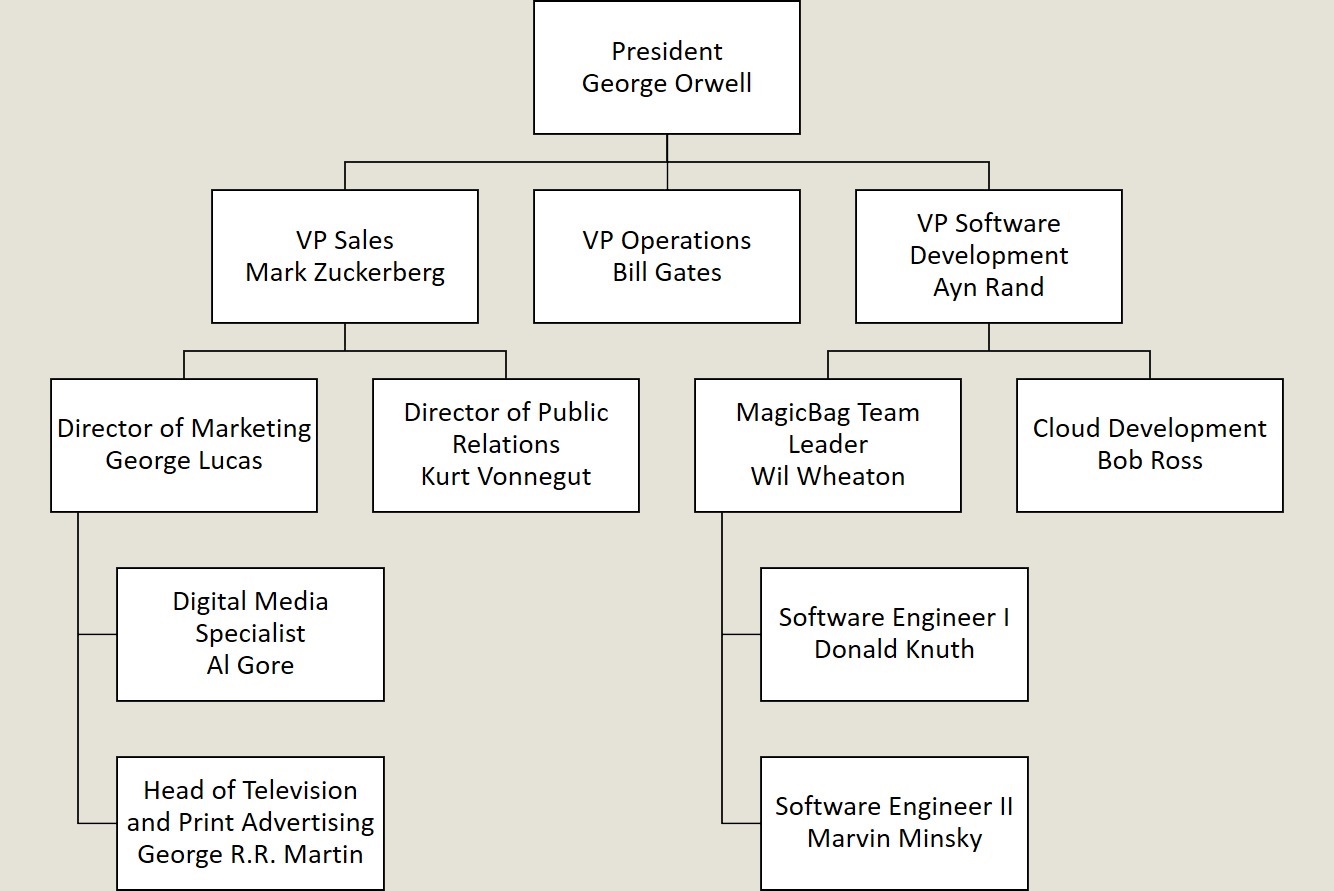 President
George Orwell
VP Sales
Mark Zuckerberg
VP Operations
Bill Gates
VP Software
Development
Ayn Rand
Director of Marketing
George Lucas
Director of Public
Relations
Kurt Vonnegut
MagicBag Team
Leader
Wil Wheaton
Cloud Development
Bob Ross
Digital Media
Specialist
Al Gore
Software Engineer I
Donald Knuth
Head of Television
and Print Advertising
George R.R. Martin
Software Engineer II
Marvin Minsky